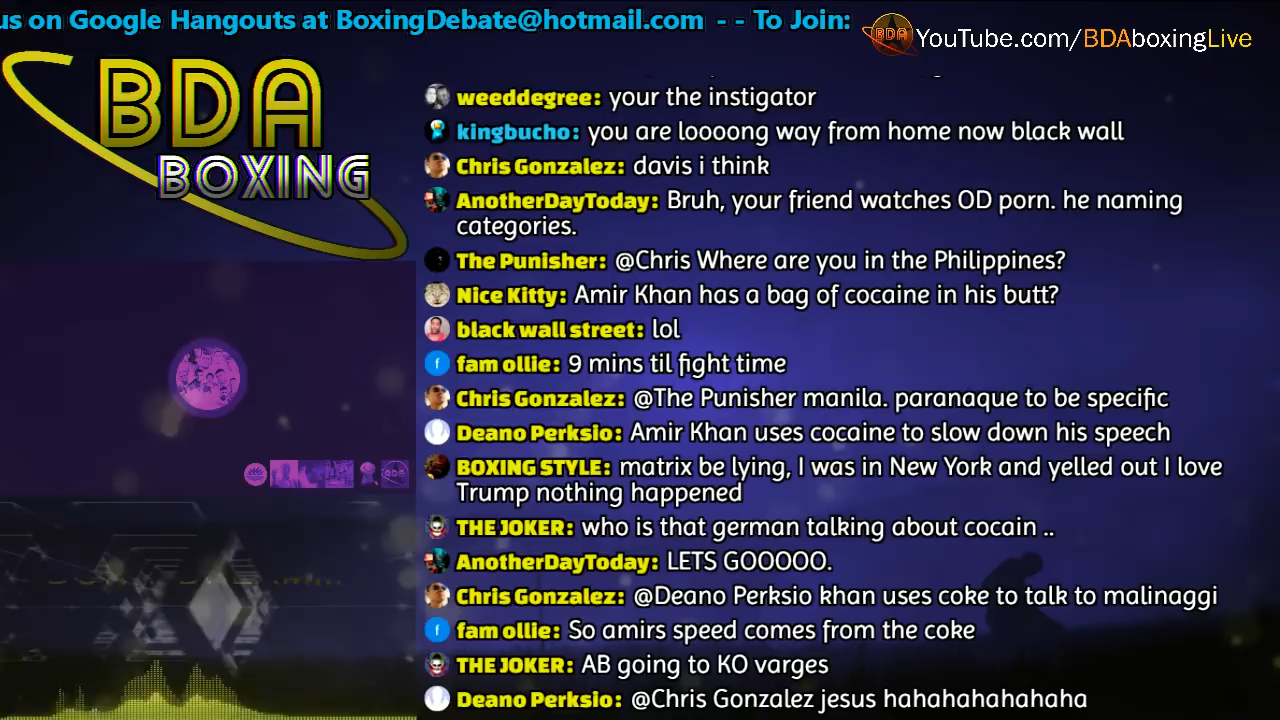 us on Google Hangouts at BoxingDebate@hotmail.com - - To Join:
BDA
YouTube.com/BDAboxingLive
BDA
BOXING
weeddegree: your the instigator
kingbucho: you are loooong way from home now black wall
Chris Gonzalez: davis i think
AnotherDayToday: Bruh, your friend watches OD porn. he naming
categories.
The Punisher: @Chris Where are you in the Philippines?
Nice Kitty: Amir Khan has a bag of cocaine in his butt?
black wall street: lol
f fam ollie: 9 mins til fight time
Chris Gonzalez: @The Punisher manila. paranaque to be specific
Deano Perksio: Amir Khan uses cocaine to slow down his speech
BOXING STYLE: matrix be lying, I was in New York and yelled out I love
Trump nothing happened
THE JOKER: who is that german talking about cocain ..
AnotherDayToday: LETS GOOOOO.
Chris Gonzalez: @Deano Perksio khan uses coke to talk to malinaggi
f fam ollie: So amirs speed comes from the coke
THE JOKER: AB going to KO varges
Deano Perksio: @Chris Gonzalez jesus hahahahahahaha